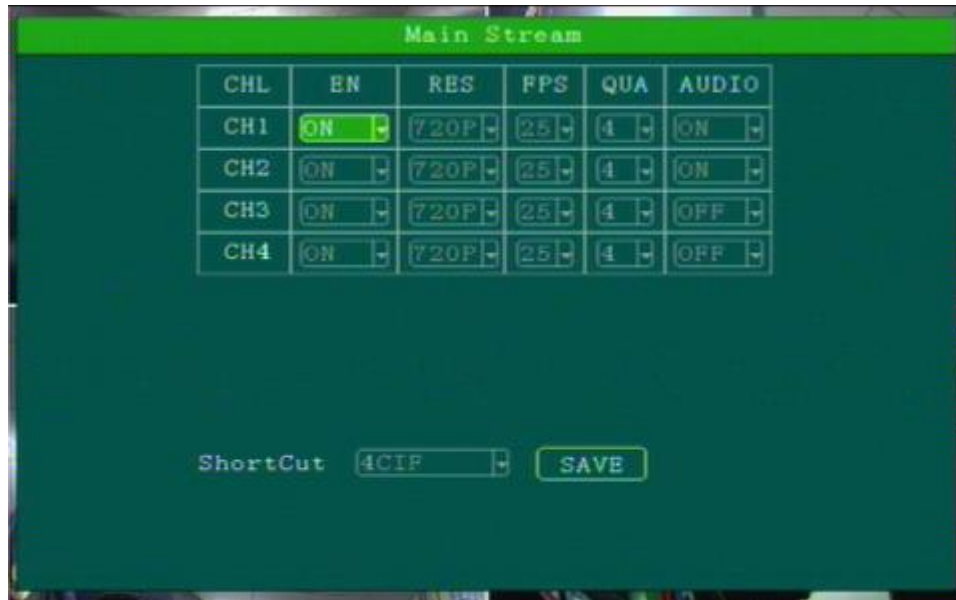 Main Stream
CHL EN RES FPS QUA AUDIO
CH1 ON 720P 25 4 ON
CH2 ON 720P 25 4 ON
CH3 ON 720P 25 4 OFF
CH4 ON 720P 25 4 OFF
ShortCut 4CIF SAVE